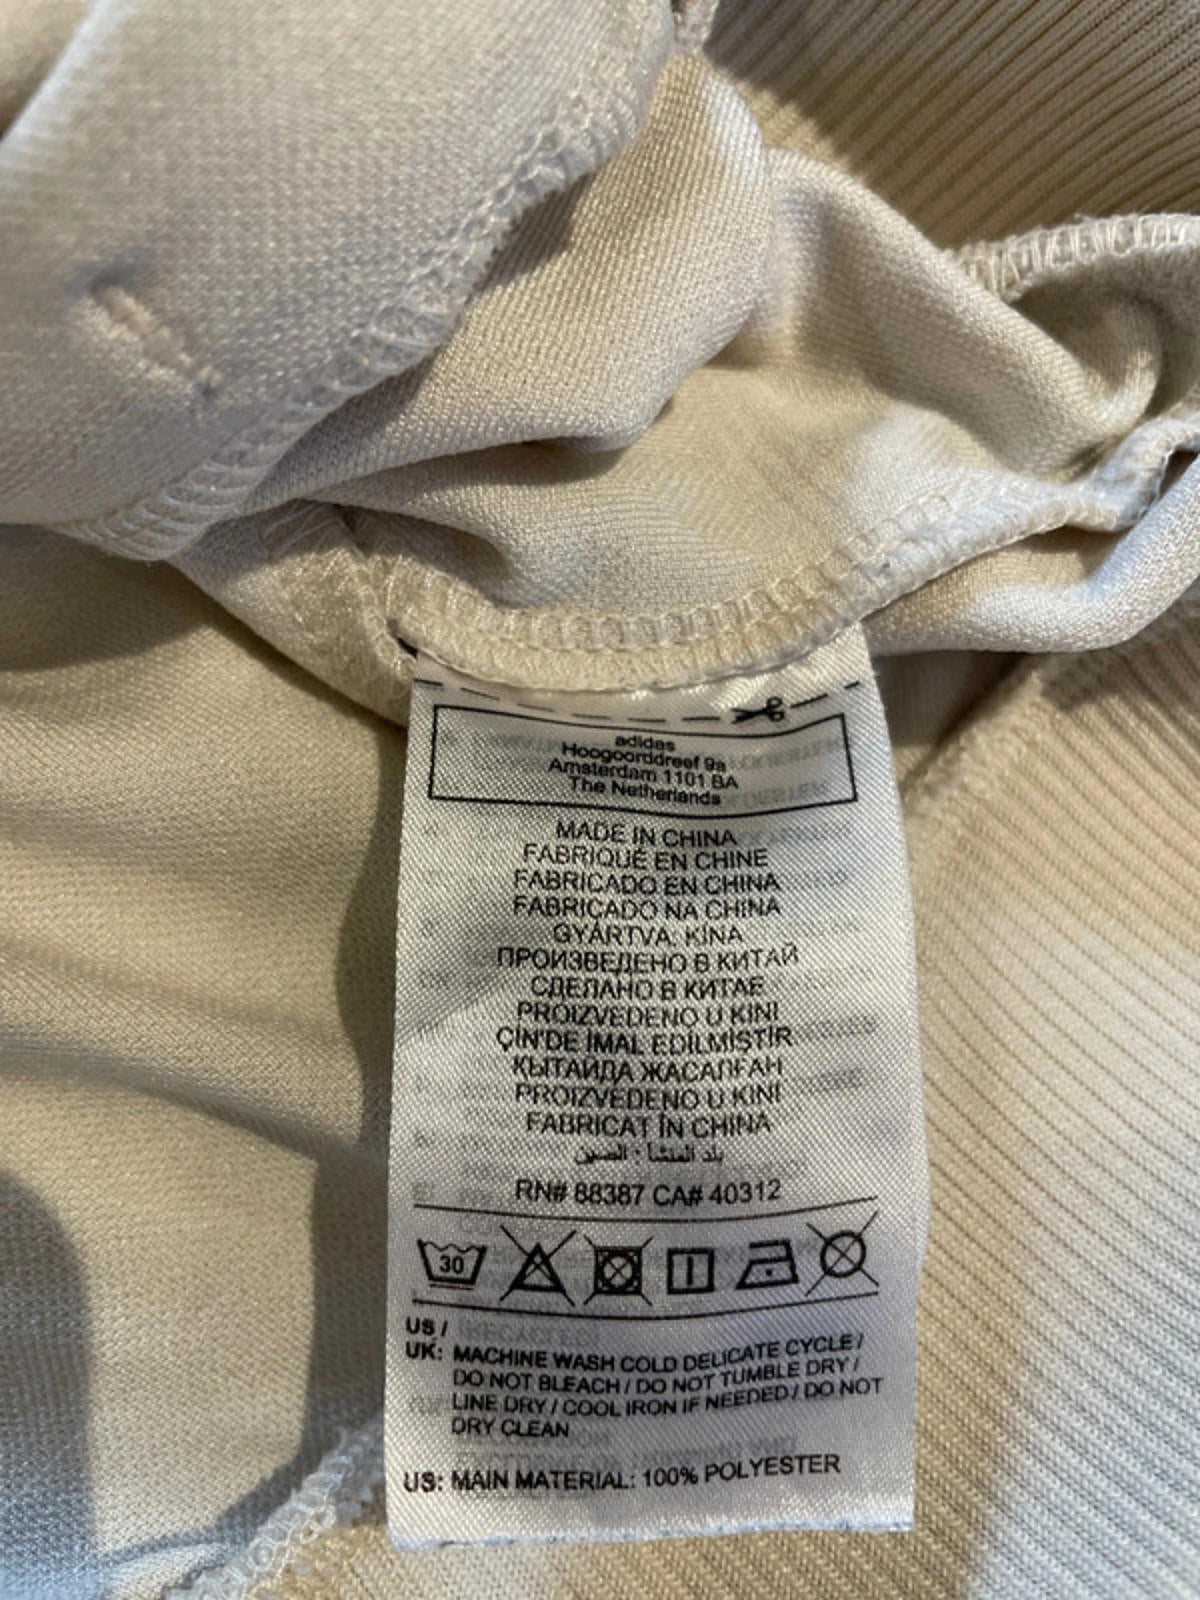 adidas
Hoogoorddreef 9a
Amsterdam 1101 BA
The Netherlands
MADE IN CHINA
FABRIQUÉ EN CHINE
FABRICADO EN CHINA
FABRICADO NA CHINA
GYÁRTVA: KÍNA
ПРОИЗВЕДЕНО В КИТАЙ
СДЕЛАНО В КИТАЕ
PROIZVEDENO U KINI
ÇİN'DE İMAL EDİLMİSTİR
ҚЫТАЙДА ЖАСАЛҒАН
PROIZVEDENO U KINI
FABRICAT ÎN CHINA
بلد المنشأ: الصين
RN# 88387 CA# 40312
30
US /
UK: MACHINE WASH COLD DELICATE CYCLE /
DO NOT BLEACH / DO NOT TUMBLE DRY /
LINE DRY / COOL IRON IF NEEDED / DO NOT
DRY CLEAN
US: MAIN MATERIAL: 100% POLYESTER